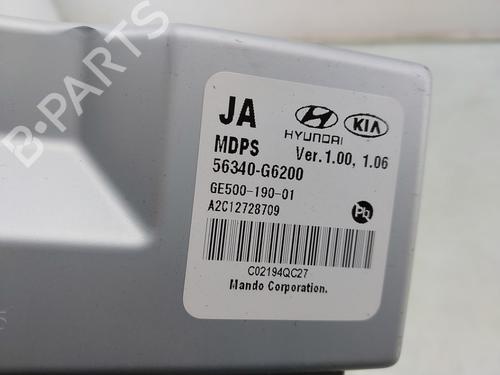 B-PARTS
JA
HYUNDAI
KIA
MDPS
Ver.1.00, 1.06
56340-G6200
GE500-190-01
A2C12728709
Pb
C02194QC27
Mando Corporation.